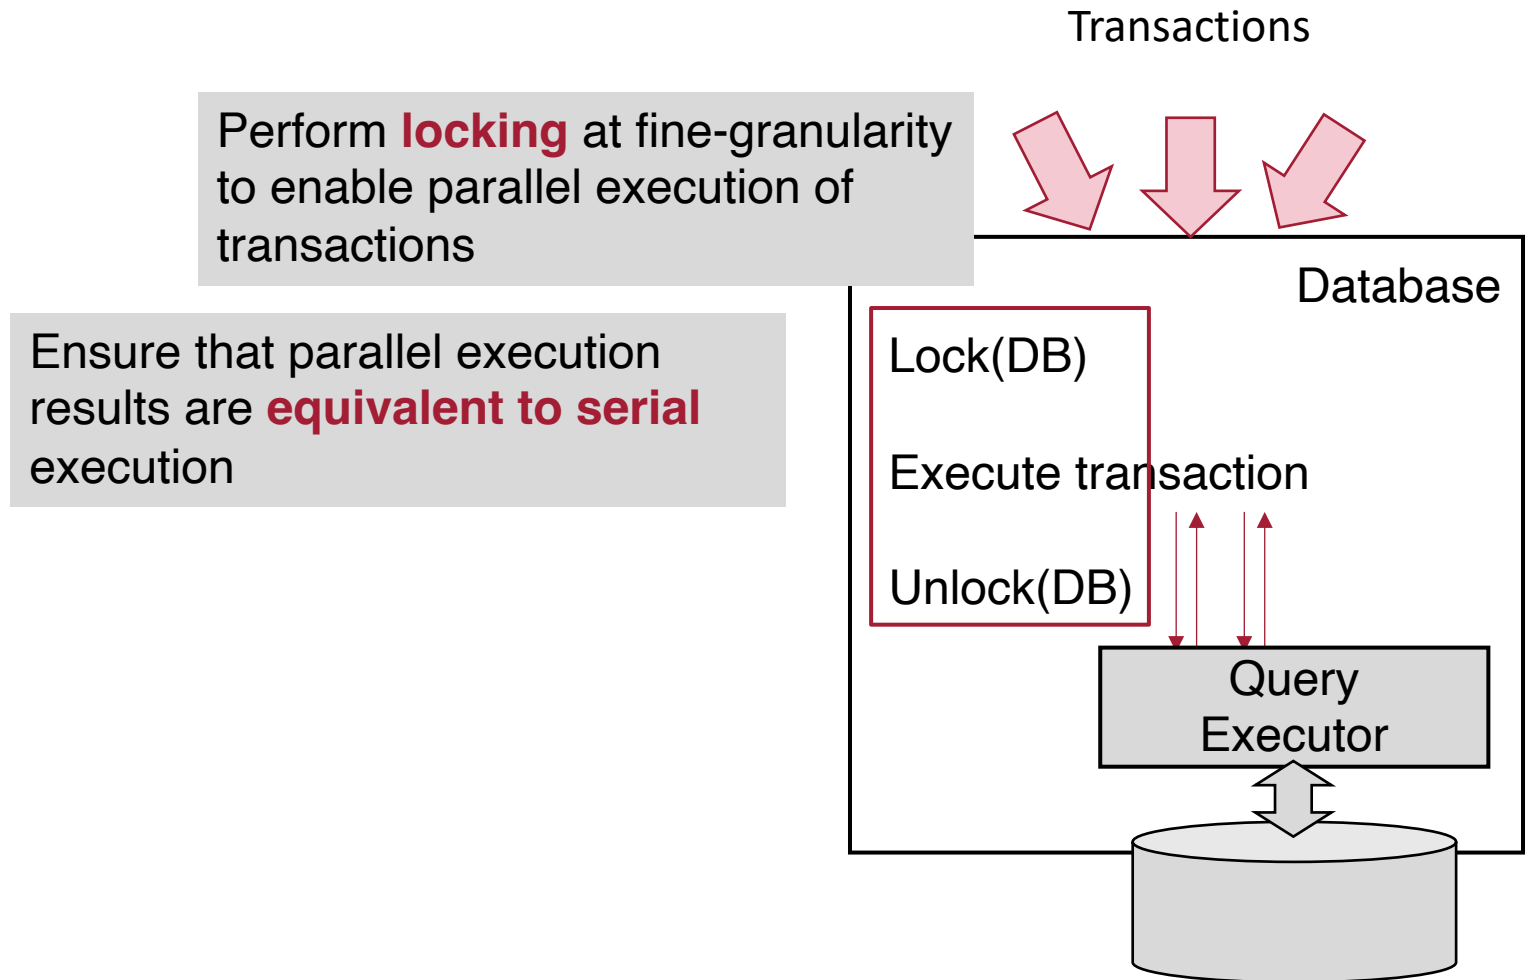 Transactions
Perform locking at fine-granularity
to enable parallel execution of
transactions
Database
Ensure that parallel execution
results are equivalent to serial
execution
Lock(DB)
Execute transaction
Unlock(DB)
Query
Executor